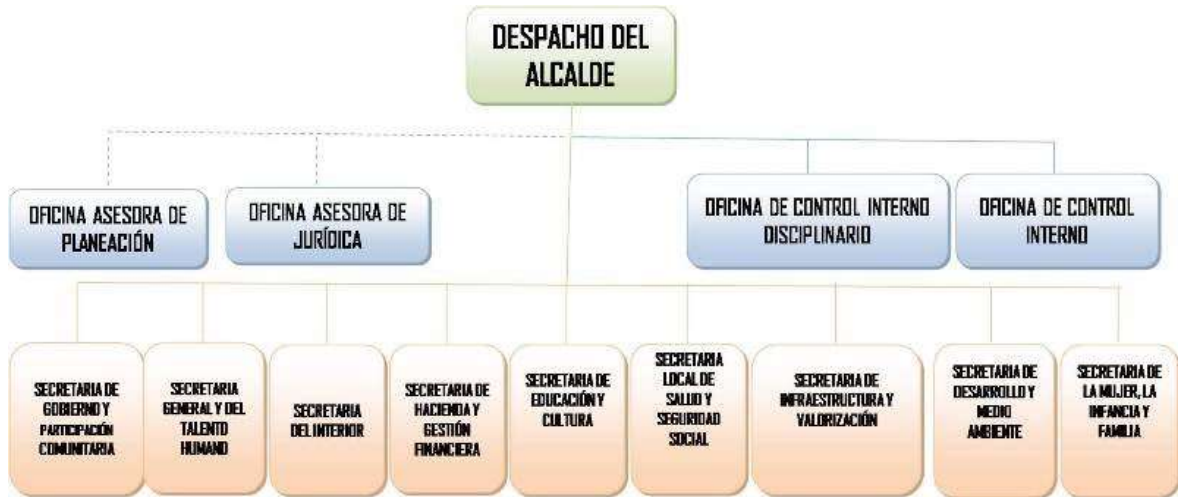 DESPACHO DEL
ALCALDE
OFICINA ASESORA DE
PLANEACIÓN
OFICINA ASESORA DE
JURÍDICA
OFICINA DE CONTROL INTERNO
DISCIPLINARIO
OFICINA DE CONTROL
INTERNO
SECRETARIA DE
GOBIERNO Y
PARTICIPACIÓN
COMUNITARIA
SECRETARIA
GENERAL Y DEL
TALENTO
HUMANO
SECRETARIA
DEL INTERIOR
SECRETARIA DE
HACIENDA Y
GESTIÓN
FINANCIERA
SECRETARIA DE
EDUCACIÓN Y
CULTURA
SECRETARIA
LOCAL DE
SALUD Y
SEGURIDAD
SOCIAL
SECRETARIA DE
INFRAESTRUCTURA Y
VALORIZACIÓN
SECRETARIA DE
DESARROLLO Y
MEDIO
AMBIENTE
SECRETARIA DE
LA MUJER, LA
INFANCIA Y
FAMILIA